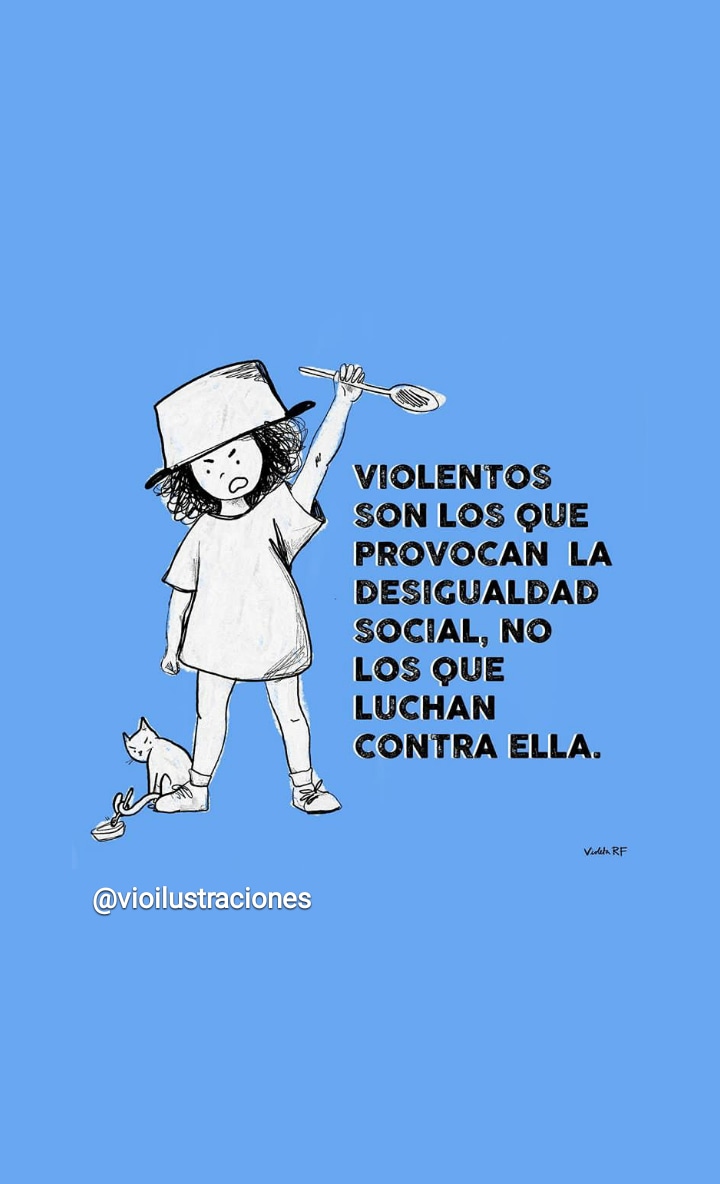 VIOLENTOS
SON LOS QUE
PROVOCAN LA
DESIGUALDAD
SOCIAL, NO
LOS QUE
LUCHAN
CONTRA ELLA.
Violeta RF
@vioilustraciones